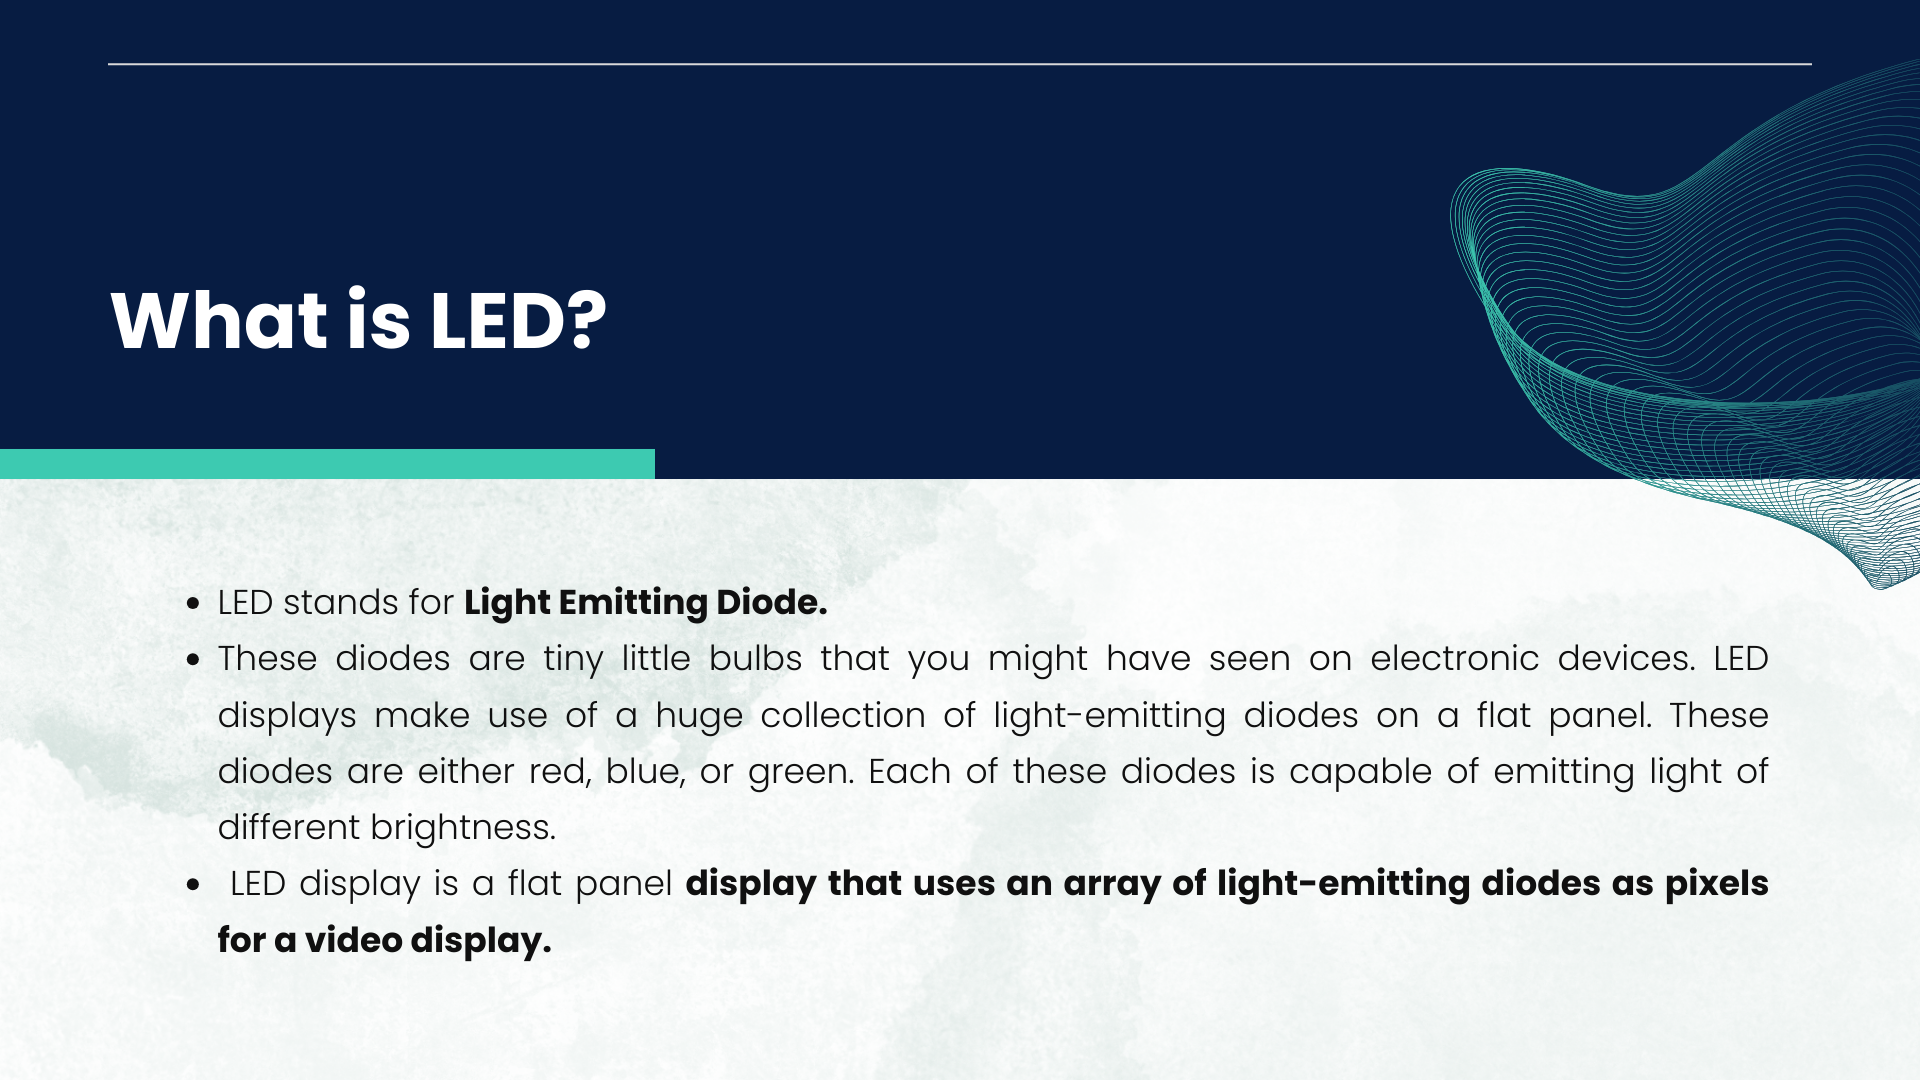 What is LED?
• LED stands for Light Emitting Diode.
• These diodes are tiny little bulbs that you might have seen on electronic devices. LED
displays make use of a huge collection of light-emitting diodes on a flat panel. These
diodes are either red, blue, or green. Each of these diodes is capable of emitting light of
different brightness.
• LED display is a flat panel display that uses an array of light-emitting diodes as pixels
for a video display.